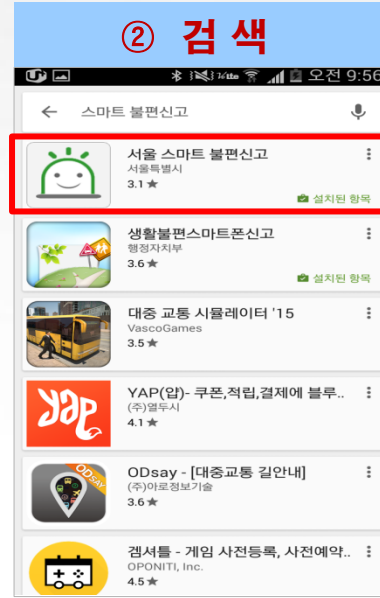 ② 검 색
오전 9:56
스마트 불편신고
서울 스마트 불편신고
서울특별시
3.1★
설치된 항목
생활불편스마트폰신고
행정자치부
3.6★
설치된 항목
대중 교통 시뮬레이터 '15
VascoGames
3.5★
YAP(얍)- 쿠폰,적립,결제에 블루..
(주)열두시
4.1★
yap
ODsay - [대중교통 길안내]
(주)아로정보기술
3.6★
ODSAY
겜셔틀 - 게임 사전등록, 사전예약..
OPONITI, Inc.
4.5★